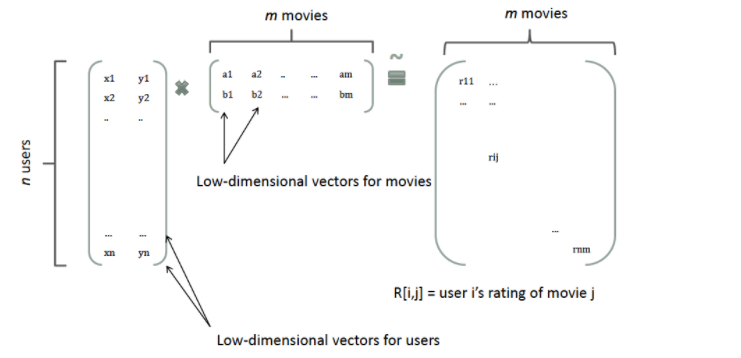 m movies
m movies
n users
x1 y1
x2 y2
.. ..
... ...
xn yn
a1 a2 .. ... am
b1 b2 ... ... bm
~
r11 ...
... ...
rij
...
rnm
Low-dimensional vectors for movies
R[i,j] = user i's rating of movie j
Low-dimensional vectors for users